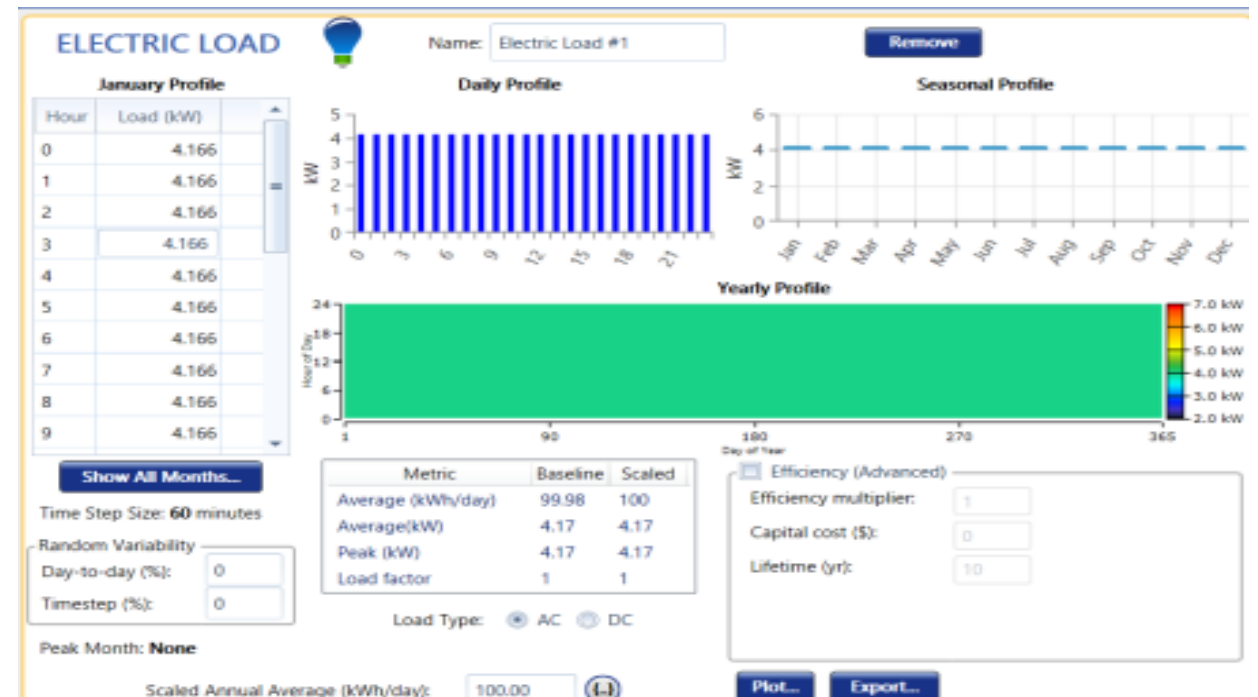 ELECTRIC LOAD
Name: Electric Load #1
Remove
January Profile
Hour Load (kW)
0 4.166
1 4.166
2 4.166
3 4.166
4 4.166
5 4.166
6 4.166
7 4.166
8 4.166
9 4.166
Show All Months...
Time Step Size: 60 minutes
Random Variability
Day-to-day (%): 0
Timestep (%): 0
Peak Month: None
Daily Profile
kW
5
4
3
2
1
0
0 3 6 9 12 15 18 21
Seasonal Profile
kW
6
4
2
0
Jan Feb Mar Apr May Jun Jul Aug Sep Oct Nov Dec
Yearly Profile
Hour of Day
24
18
12
6
0
1 90 180 270 365
Day of Year
7.0 kW
6.0 kW
5.0 kW
4.0 kW
3.0 kW
2.0 kW
Metric Baseline Scaled
Average (kWh/day) 99.98 100
Average(kW) 4.17 4.17
Peak (kW) 4.17 4.17
Load factor 1 1
Load Type: AC DC
Efficiency (Advanced)
Efficiency multiplier: 1
Capital cost ($): 0
Lifetime (yr): 10
Scaled Annual Average (kWh/day): 100.00 {..}
Plot... Export...